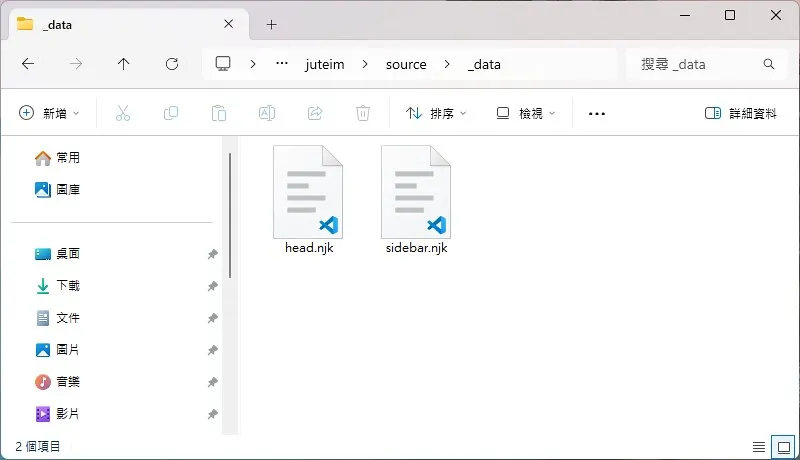 _data
juteim
source
_data
搜尋 _data
新增
排序
檢視
詳細資料
常用
圖庫
桌面
下載
文件
圖片
音樂
影片
head.njk
sidebar.njk
2 個項目